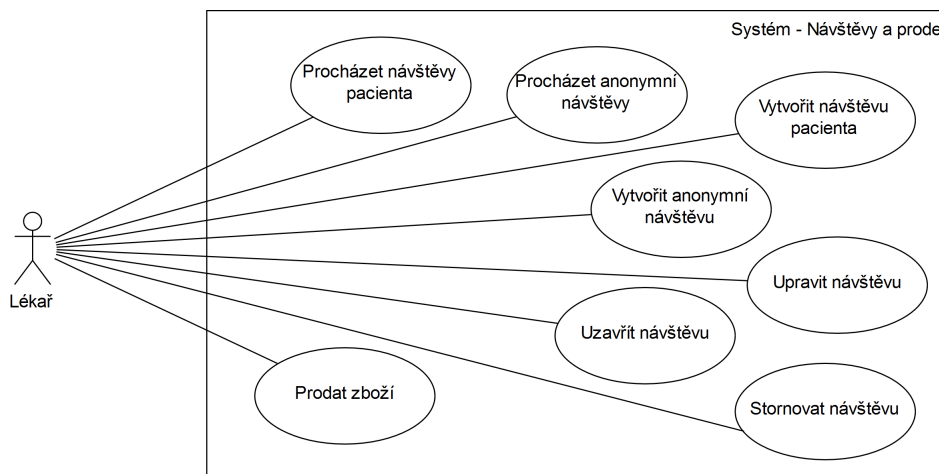 Systém - Návštěvy a prode
Procházet návštěvy
pacienta
Procházet anonymní
návštěvy
Vytvořit návštěvu
pacienta
Vytvořit anonymní
návštěvu
Lékař
Upravit návštěvu
Uzavřít návštěvu
Prodat zboží
Stornovat návštěvu